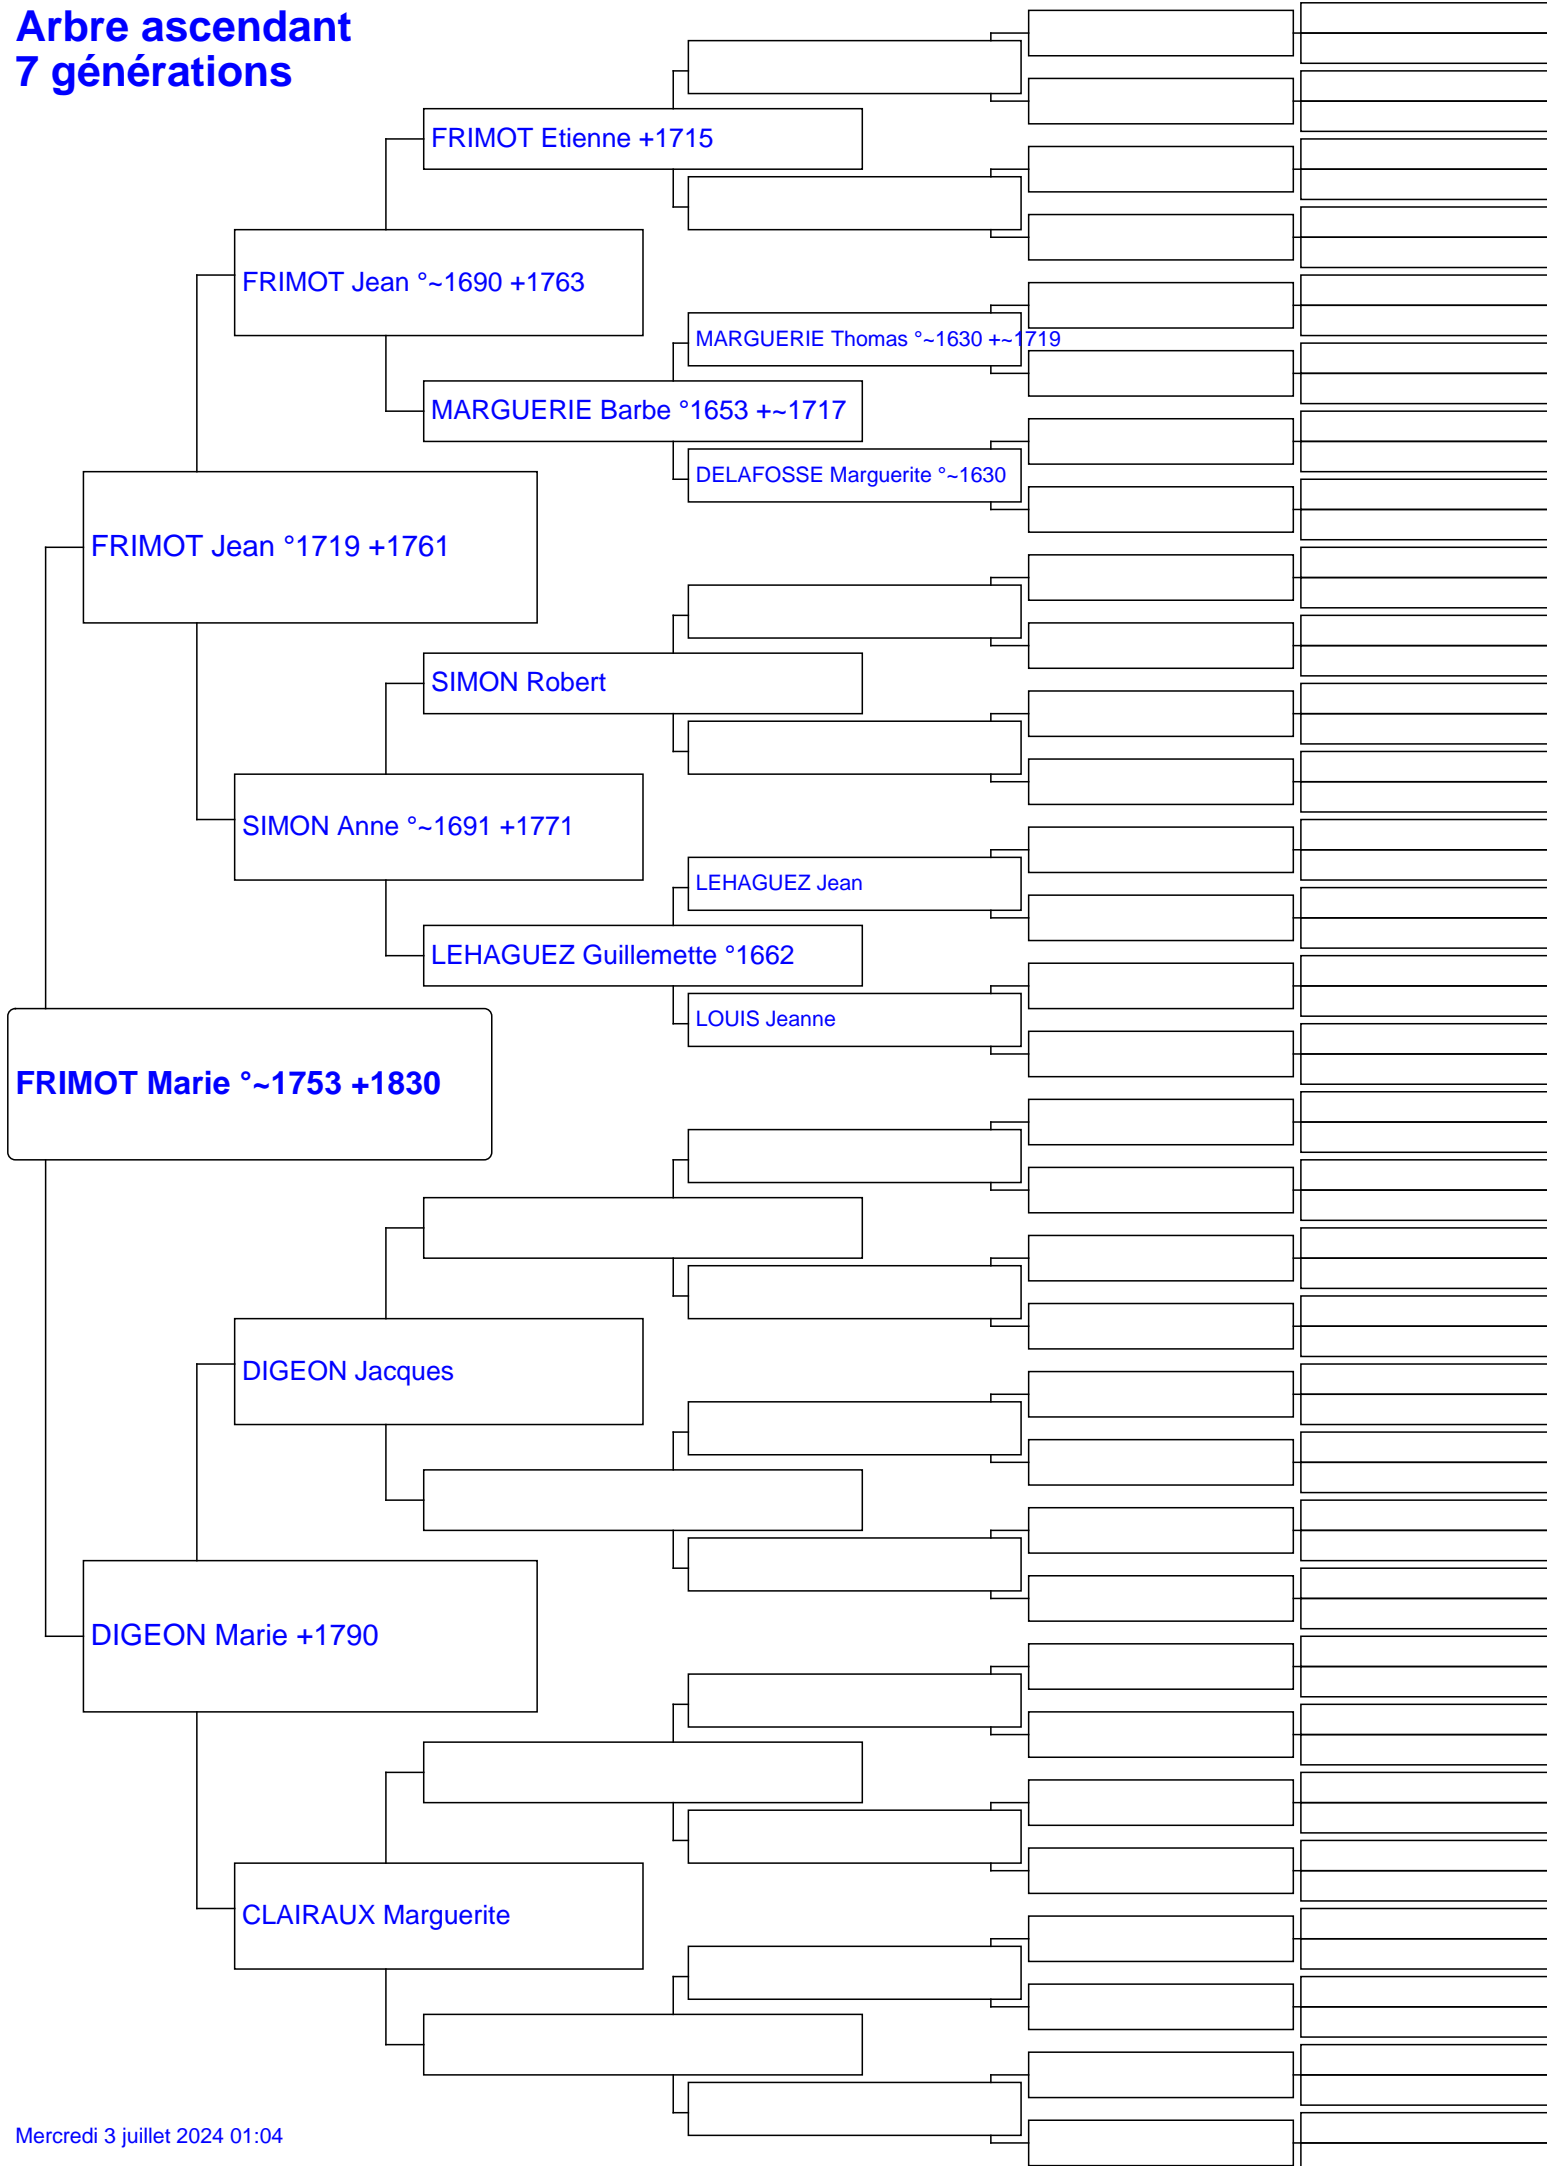 Arbre ascendant
7 générations
FRIMOT Etienne +1715
FRIMOT Jean °~1690 +1763
MARGUERIE Thomas °~1630 +~1719
MARGUERIE Barbe °1653 +~1717
DELAFOSSE Marguerite °~1630
FRIMOT Jean °1719 +1761
SIMON Robert
SIMON Anne °~1691 +1771
LEHAGUEZ Jean
LEHAGUEZ Guillemette °1662
LOUIS Jeanne
FRIMOT Marie °~1753 +1830
DIGEON Jacques
DIGEON Marie +1790
CLAIRAUX Marguerite
Mercredi 3 juillet 2024 01:04